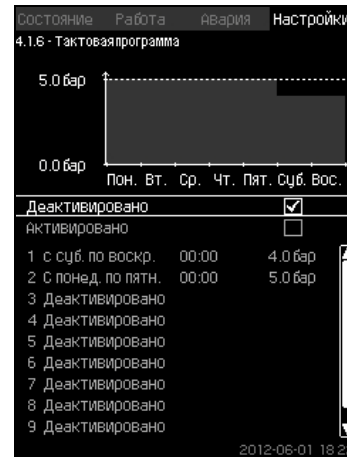 Состояние Работа Авария Настройки
4.1.6 - Тактовая программа
5.0 бар
0.0 бар
Пон. Вт. Ср. Чт. Пят. Суб. Вос.
Деактивировано
Активировано
1 с суб. по воскр. 00:00 4.0 бар
2 С понед. по пятн. 00:00 5.0 бар
3 Деактивировано
4 Деактивировано
5 Деактивировано
6 Деактивировано
7 Деактивировано
8 Деактивировано
9 Деактивировано
2012-06-01 18